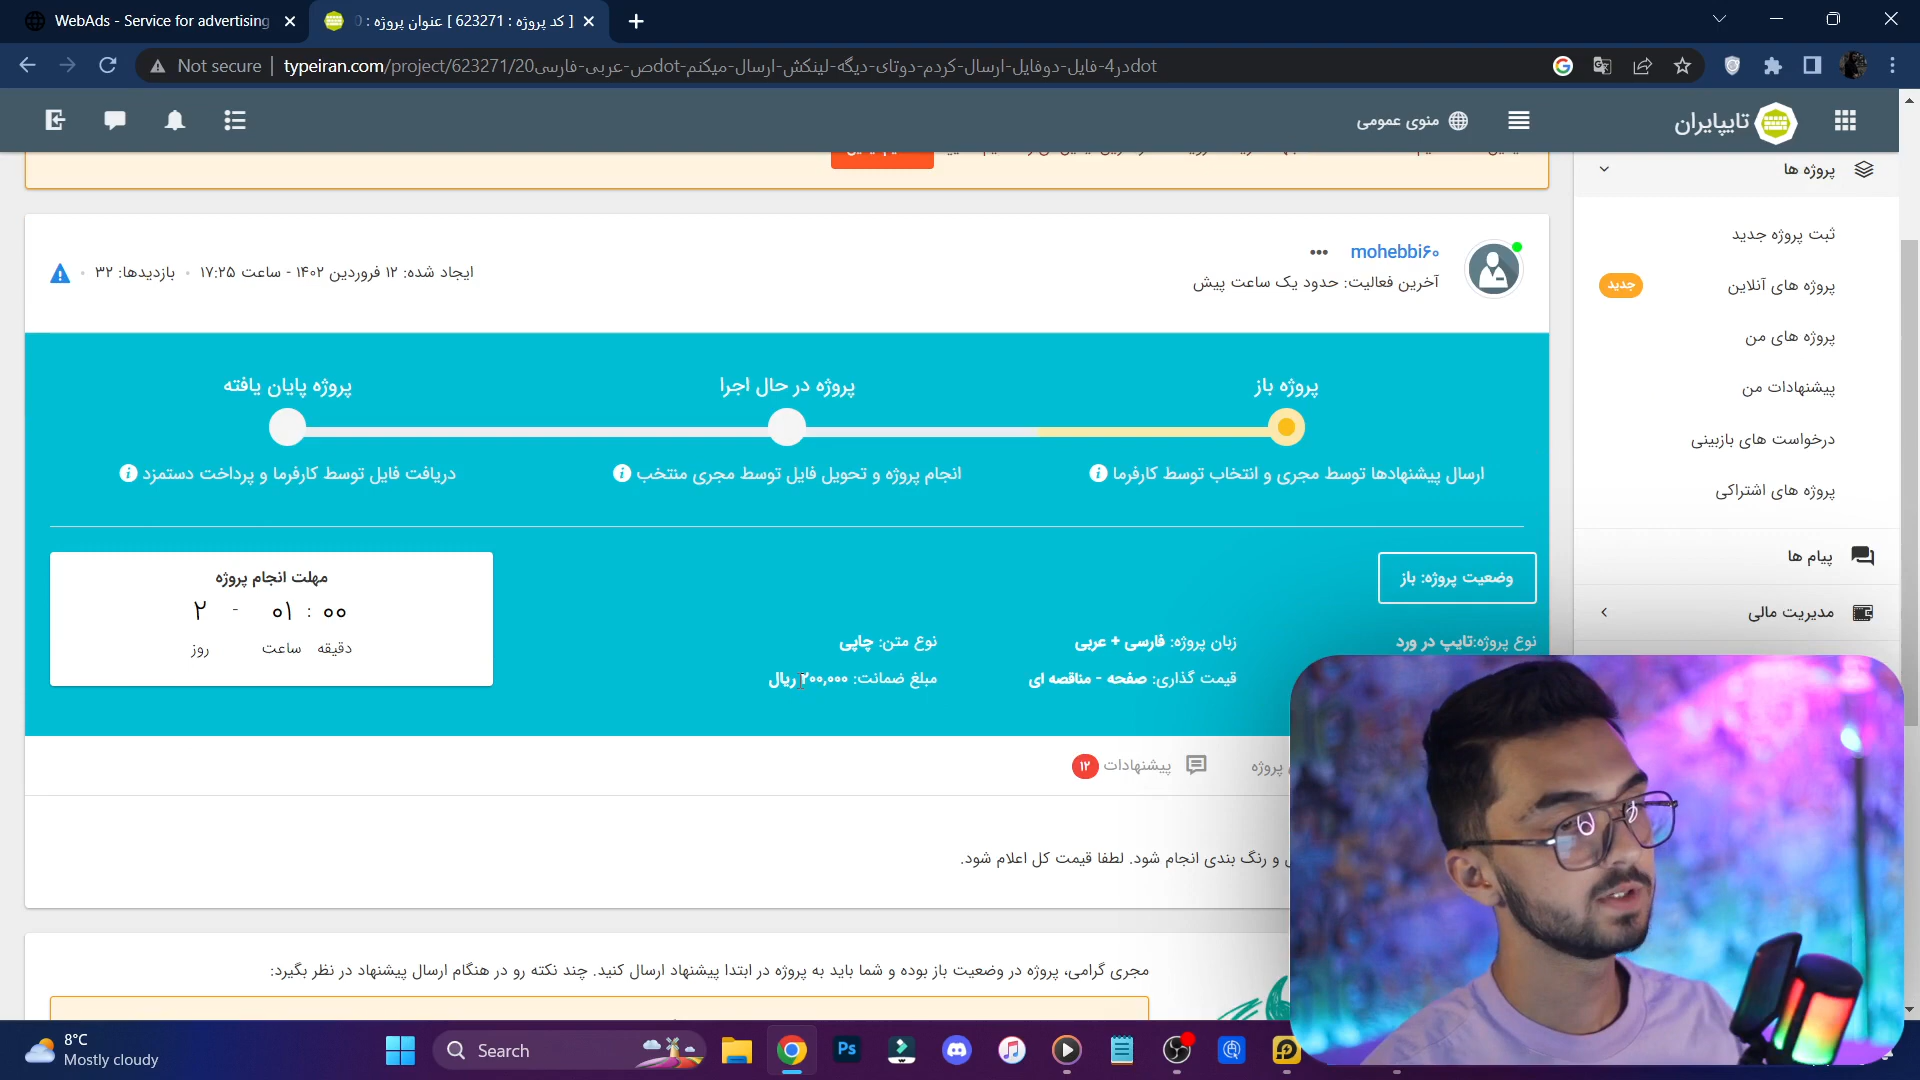 WebAds - Service for advertising
[ کد پروژه : 623271 ] عنوان پروژه : 0
Not secure
typeiran.com/project/623271/20ص-عربی-فارسی-dotدر4-فایل-دوفایل-ارسال-کردم-دوتای-دیگه-لینکش-ارسال-میکنم-dot
تایپایران
منوی عمومی
پروژه ها
ثبت پروژه جدید
پروژه های آنلاین
جدید
پروژه های من
پیشنهادات من
درخواست های بازبینی
پروژه های اشتراکی
پیام ها
مدیریت مالی
mohebbi۶۰
آخرین فعالیت: حدود یک ساعت پیش
ایجاد شده: ۱۲ فروردین ۱۴۰۲ - ساعت ۱۷:۲۵ • بازدیدها: ۳۲ •
پروژه باز
پروژه در حال اجرا
پروژه پایان یافته
ارسال پیشنهادها توسط مجری و انتخاب توسط کارفرما
انجام پروژه و تحویل فایل توسط مجری منتخب
دریافت فایل توسط کارفرما و پرداخت دستمزد
وضعیت پروژه: باز
نوع پروژه:تایپ در ورد
زبان پروژه: فارسی + عربی
نوع متن: چاپی
قیمت گذاری: صفحه - مناقصه ای
مبلغ ضمانت: ۲۰۰,۰۰۰ ریال
مهلت انجام پروژه
۲ - ۰۱ : ۰۰
روز ساعت دقیقه
پروژه
پیشنهادات ۱۲
و رنگ بندی انجام شود. لطفا قیمت کل اعلام شود.
مجری گرامی، پروژه در وضعیت باز بوده و شما باید به پروژه در ابتدا پیشنهاد ارسال کنید. چند نکته رو در هنگام ارسال پیشنهاد در نظر بگیرد:
8°C
Mostly cloudy
Search
Ps